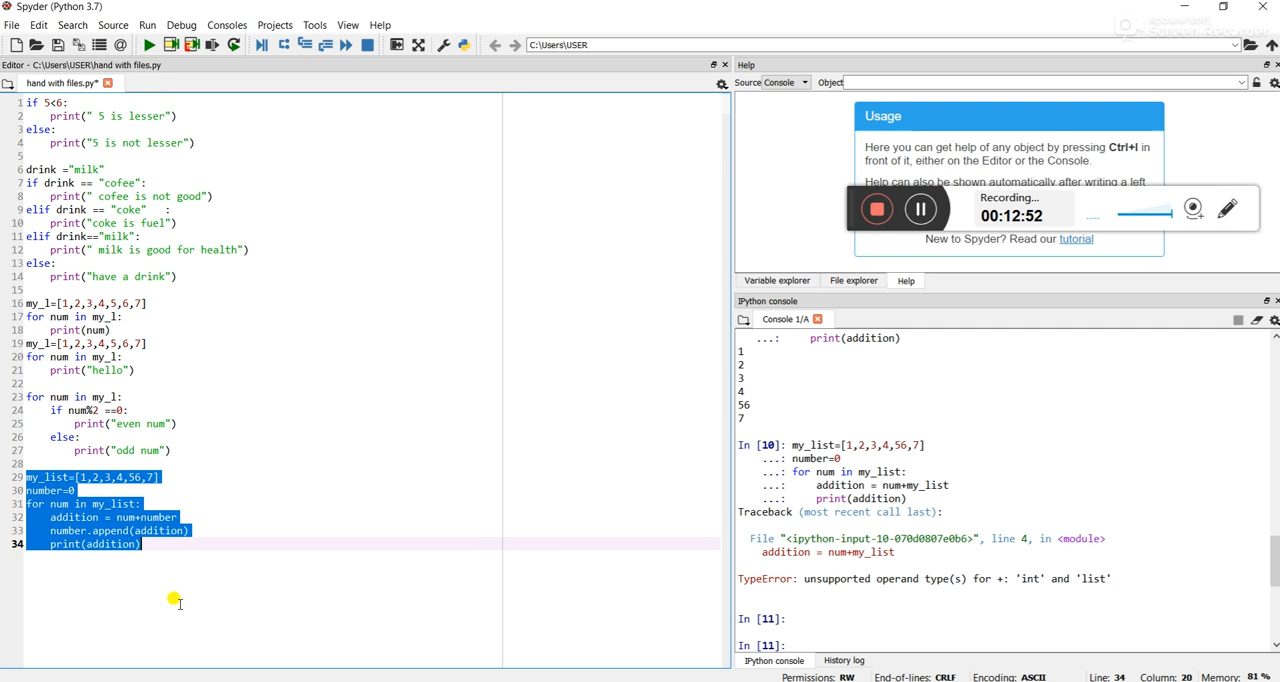 Spyder (Python 3.7)
File Edit Search Source Run Debug Consoles Projects Tools View Help
C:\Users\USER
Editor - C:\Users\USER\hand with files.py
hand with files.py*
1 if 5<6:
2 print(" 5 is lesser")
3 else:
4 print("5 is not lesser")
5
6 drink ="milk"
7 if drink == "cofee":
8 print(" cofee is not good")
9 elif drink == "coke" :
10 print("coke is fuel")
11 elif drink=="milk":
12 print(" milk is good for health")
13 else:
14 print("have a drink")
15
16 my_l=[1,2,3,4,5,6,7]
17 for num in my_l:
18 print(num)
19 my_l=[1,2,3,4,5,6,7]
20 for num in my_l:
21 print("hello")
22
23 for num in my_l:
24 if num%2 ==0:
25 print("even num")
26 else:
27 print("odd num")
28
29 my_list=[1,2,3,4,56,7]
30 number=0
31 for num in my_list:
32 addition = num+number
33 number.append(addition)
34 print(addition)
Help
Source Console Object
Usage
Here you can get help of any object by pressing Ctrl+I in
front of it, either on the Editor or the Console.
Help can also be shown automatically after writing a left
Recording...
00:12:52
New to Spyder? Read our tutorial
Variable explorer File explorer Help
IPython console
Console 1/A
...: print(addition)
1
2
3
4
56
7
In [10]: my_list=[1,2,3,4,56,7]
...: number=0
...: for num in my_list:
...: addition = num+my_list
...: print(addition)
Traceback (most recent call last):
File "<ipython-input-10-070d0807e0b6>", line 4, in <module>
addition = num+my_list
TypeError: unsupported operand type(s) for +: 'int' and 'list'
In [11]:
In [11]:
IPython console History log
Permissions: RW End-of-lines: CRLF Encoding: ASCII Line: 34 Column: 20 Memory: 81 %